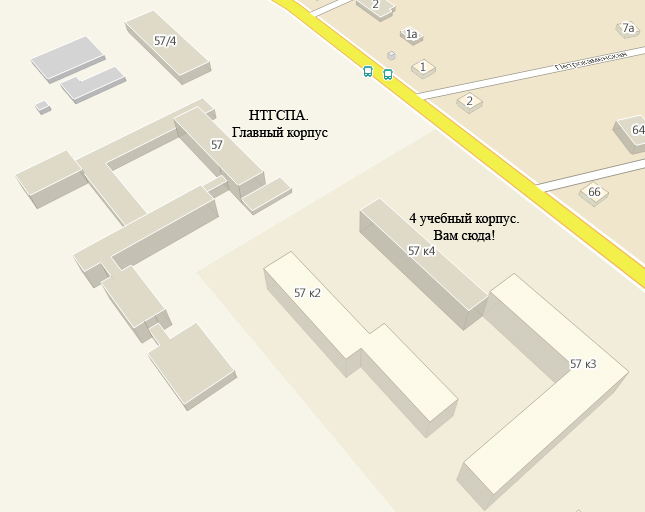 2
57/4
1а
7а
1
Петрокаменская
2
НТГСПА.
Главный корпус
64
57
66
4 учебный корпус.
Вам сюда!
57 к4
57 к2
57 к3